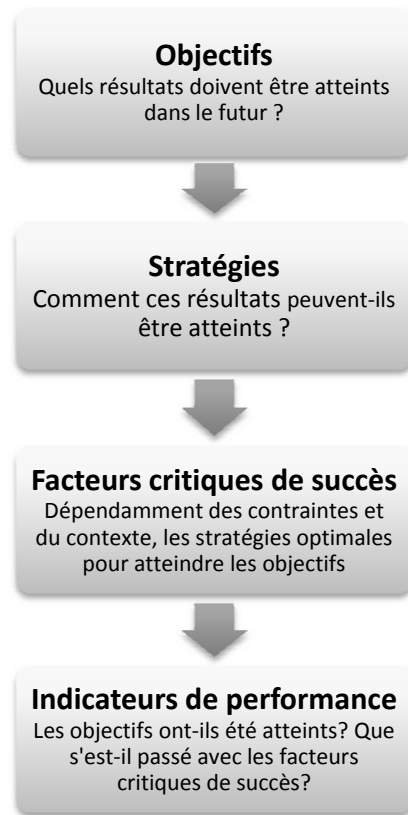 Objectifs
Quels résultats doivent être atteints
dans le futur ?
Stratégies
Comment ces résultats peuvent-ils
être atteints ?
Facteurs critiques de succès
Dépendamment des contraintes et
du contexte, les stratégies optimales
pour atteindre les objectifs
Indicateurs de performance
Les objectifs ont-ils été atteints? Que
s'est-il passé avec les facteurs
critiques de succès?